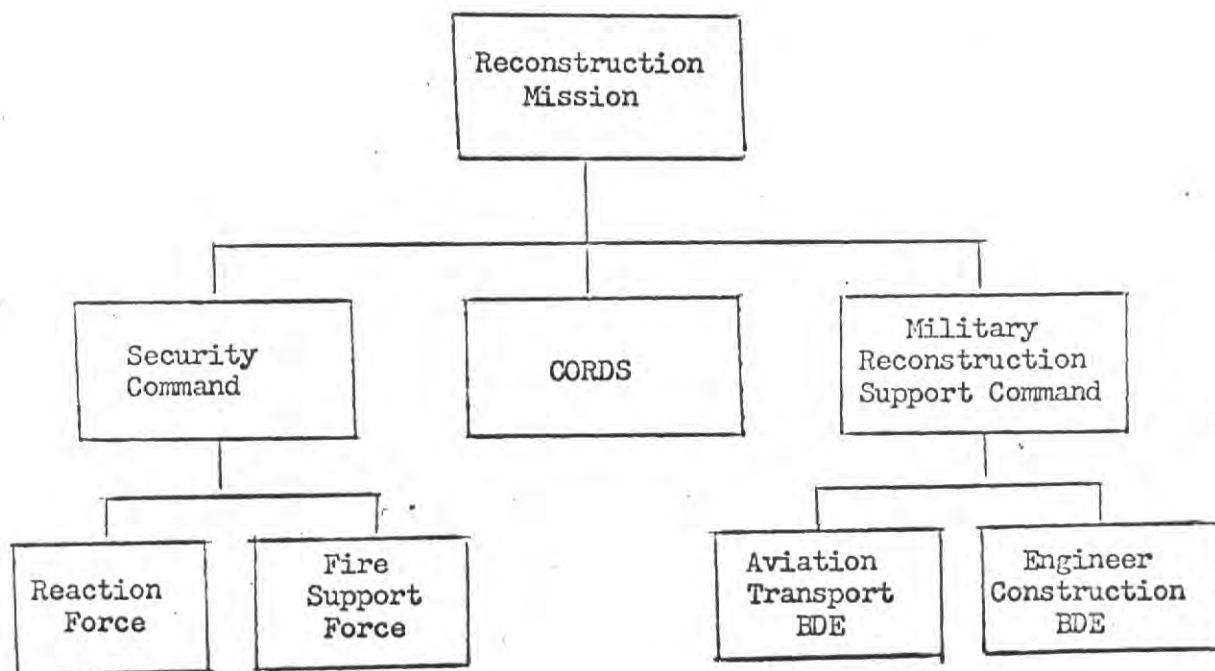 Reconstruction
Mission
Security
Command
CORDS
Military
Reconstruction
Support Command
Reaction
Force
Fire
Support
Force
Aviation
Transport
BDE
Engineer
Construction
BDE